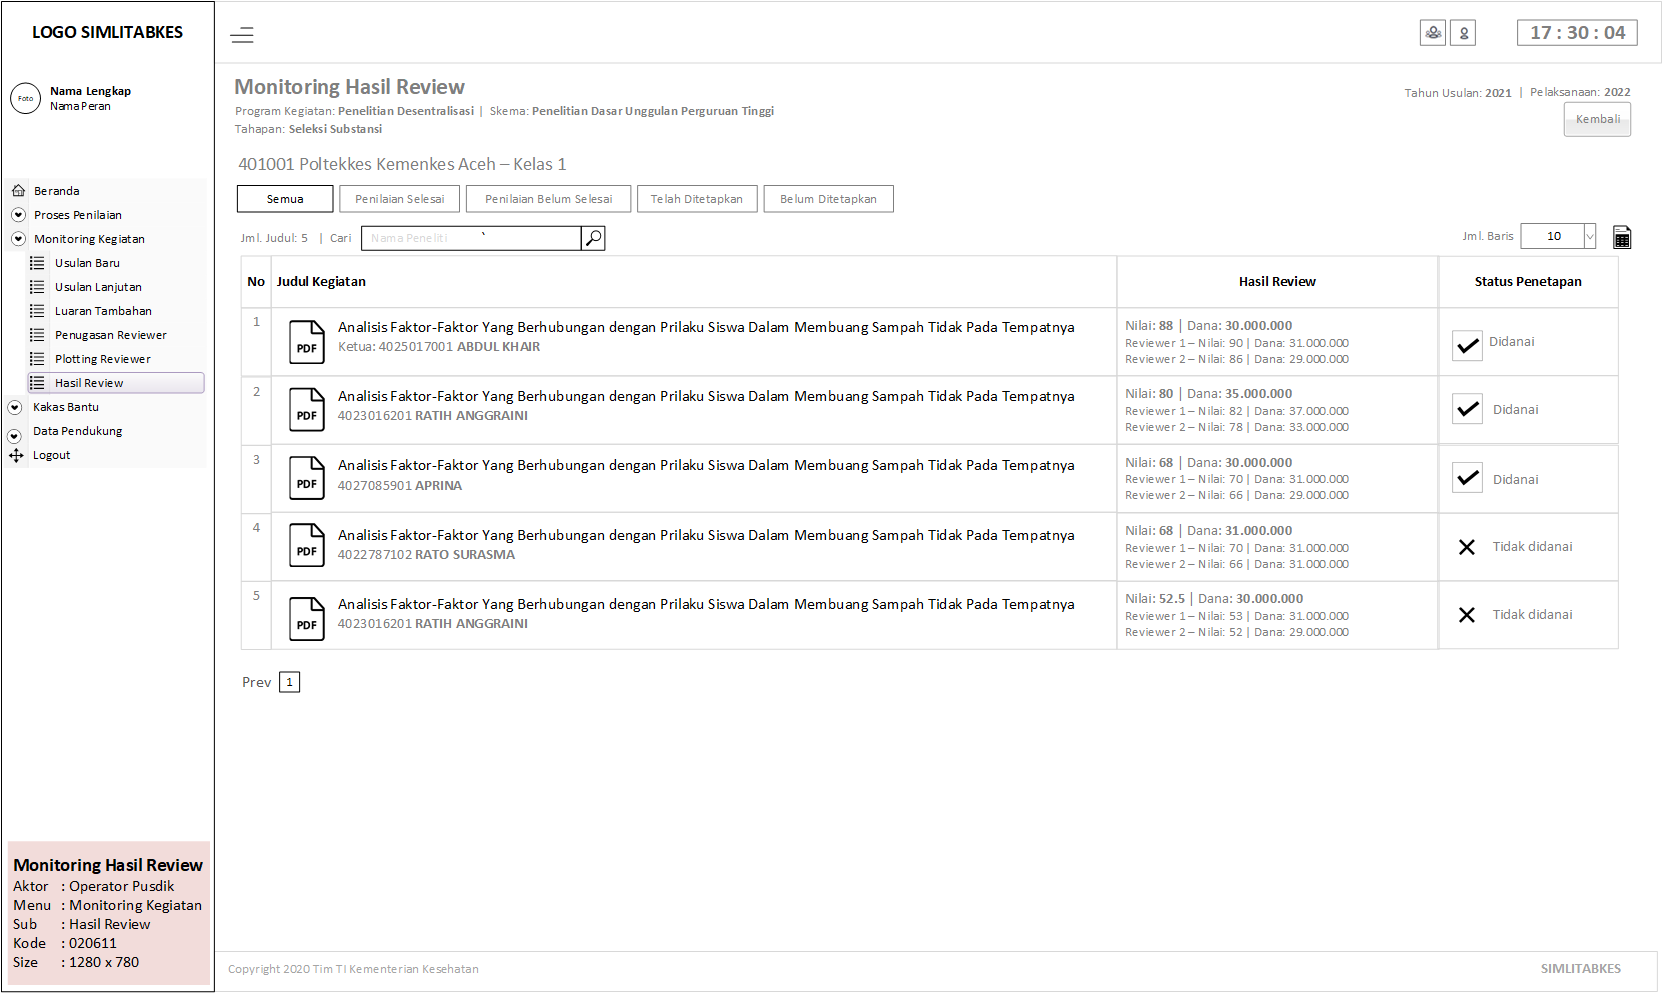 LOGO SIMLITABKES
Foto
Nama Lengkap
Nama Peran
Beranda
Proses Penilaian
Monitoring Kegiatan
Usulan Baru
Usulan Lanjutan
Luaran Tambahan
Penugasan Reviewer
Plotting Reviewer
Hasil Review
Kakas Bantu
Data Pendukung
Logout
Monitoring Hasil Review
Aktor : Operator Pusdik
Menu : Monitoring Kegiatan
Sub : Hasil Review
Kode : 020611
Size : 1280 x 780
17 : 30 : 04
Monitoring Hasil Review
Program Kegiatan: Penelitian Desentralisasi | Skema: Penelitian Dasar Unggulan Perguruan Tinggi
Tahapan: Seleksi Substansi
Tahun Usulan: 2021 | Pelaksanaan: 2022
Kembali
401001 Poltekkes Kemenkes Aceh – Kelas 1
Semua
Penilaian Selesai
Penilaian Belum Selesai
Telah Ditetapkan
Belum Ditetapkan
Jml. Judul: 5 | Cari Nama Peneliti `
Jml. Baris 10
No Judul Kegiatan Hasil Review Status Penetapan
1
PDF
Analisis Faktor-Faktor Yang Berhubungan dengan Prilaku Siswa Dalam Membuang Sampah Tidak Pada Tempatnya
Ketua: 4025017001 ABDUL KHAIR
Nilai: 88 | Dana: 30.000.000
Reviewer 1 – Nilai: 90 | Dana: 31.000.000
Reviewer 2 – Nilai: 86 | Dana: 29.000.000
Didanai
2
PDF
Analisis Faktor-Faktor Yang Berhubungan dengan Prilaku Siswa Dalam Membuang Sampah Tidak Pada Tempatnya
4023016201 RATIH ANGGRAINI
Nilai: 80 | Dana: 35.000.000
Reviewer 1 – Nilai: 82 | Dana: 37.000.000
Reviewer 2 – Nilai: 78 | Dana: 33.000.000
Didanai
3
PDF
Analisis Faktor-Faktor Yang Berhubungan dengan Prilaku Siswa Dalam Membuang Sampah Tidak Pada Tempatnya
4027085901 APRINA
Nilai: 68 | Dana: 30.000.000
Reviewer 1 – Nilai: 70 | Dana: 31.000.000
Reviewer 2 – Nilai: 66 | Dana: 29.000.000
Didanai
4
PDF
Analisis Faktor-Faktor Yang Berhubungan dengan Prilaku Siswa Dalam Membuang Sampah Tidak Pada Tempatnya
4022787102 RATO SURASMA
Nilai: 68 | Dana: 31.000.000
Reviewer 1 – Nilai: 70 | Dana: 31.000.000
Reviewer 2 – Nilai: 66 | Dana: 31.000.000
Tidak didanai
5
PDF
Analisis Faktor-Faktor Yang Berhubungan dengan Prilaku Siswa Dalam Membuang Sampah Tidak Pada Tempatnya
4023016201 RATIH ANGGRAINI
Nilai: 52.5 | Dana: 30.000.000
Reviewer 1 – Nilai: 53 | Dana: 31.000.000
Reviewer 2 – Nilai: 52 | Dana: 29.000.000
Tidak didanai
Prev 1
Copyright 2020 Tim TI Kementerian Kesehatan
SIMLITABKES